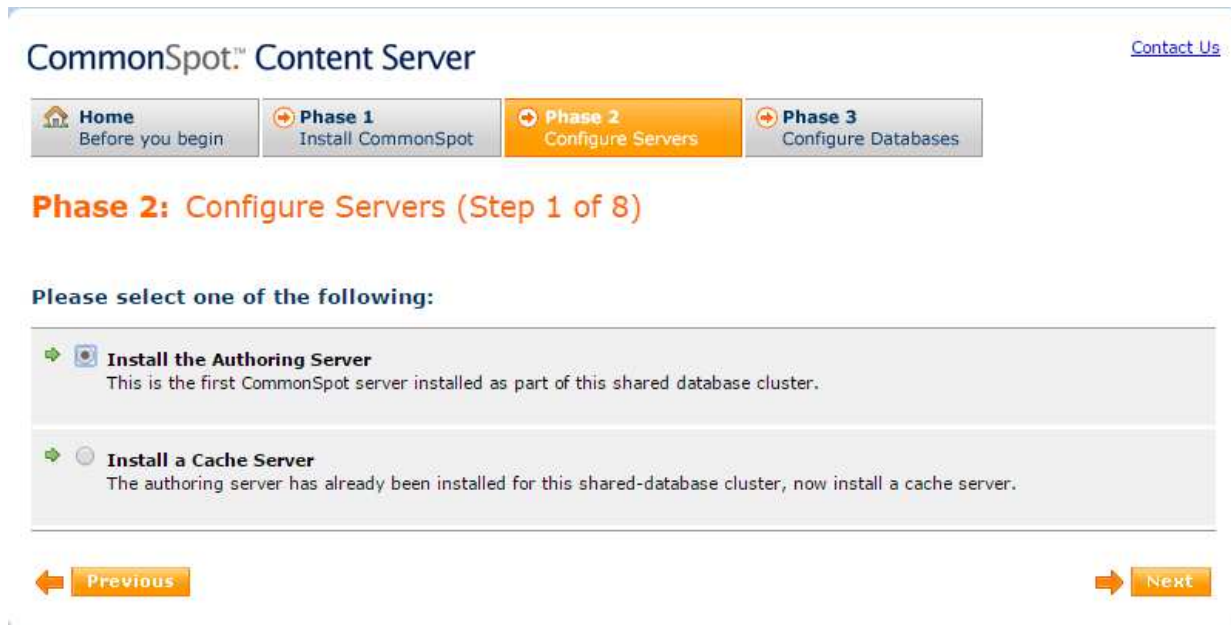 CommonSpot.™ Content Server
Contact Us
Home
Before you begin
Phase 1
Install CommonSpot
Phase 2
Configure Servers
Phase 3
Configure Databases
Phase 2: Configure Servers (Step 1 of 8)
Please select one of the following:
Install the Authoring Server
This is the first CommonSpot server installed as part of this shared database cluster.
Install a Cache Server
The authoring server has already been installed for this shared-database cluster, now install a cache server.
Previous
Next